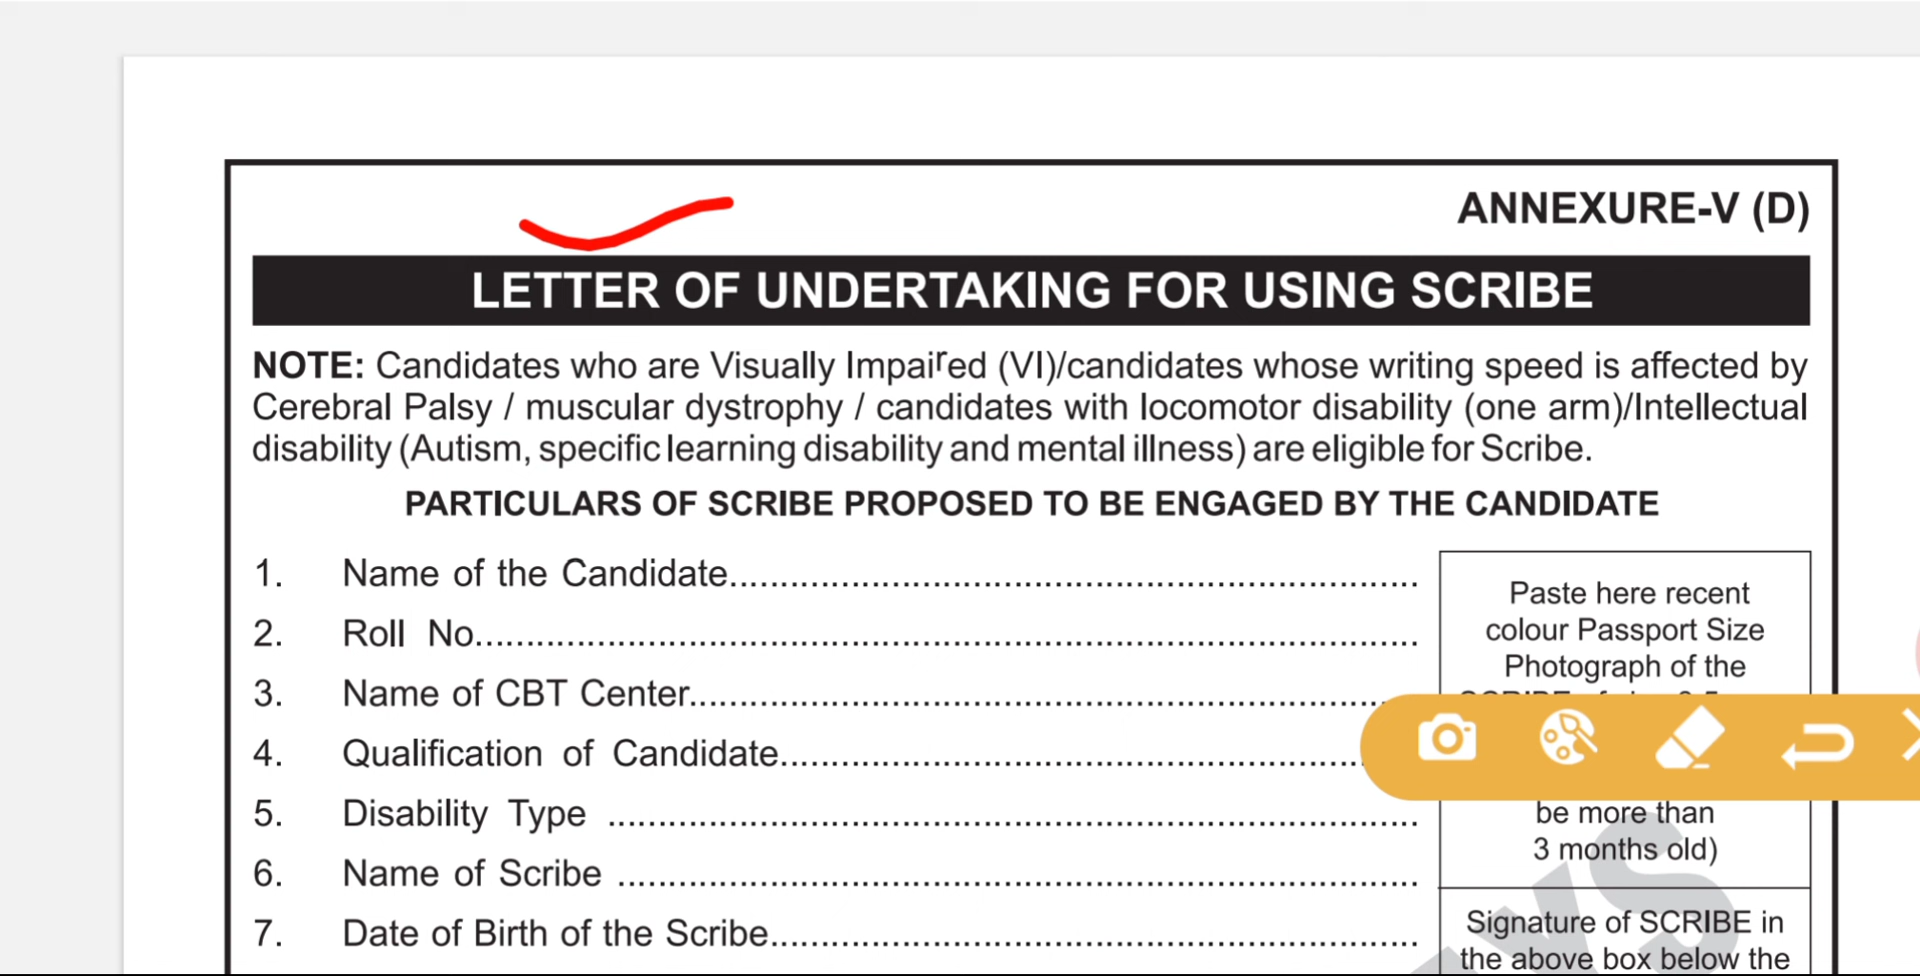 ANNEXURE-V (D)
LETTER OF UNDERTAKING FOR USING SCRIBE
NOTE: Candidates who are Visually Impaired (VI)/candidates whose writing speed is affected by
Cerebral Palsy / muscular dystrophy / candidates with locomotor disability (one arm)/Intellectual
disability (Autism, specific learning disability and mental illness) are eligible for Scribe.
PARTICULARS OF SCRIBE PROPOSED TO BE ENGAGED BY THE CANDIDATE
1. Name of the Candidate....................................................................
2. Roll No.............................................................................................
3. Name of CBT Center.....................................................................
4. Qualification of Candidate..........................................................
5. Disability Type ................................................................................
6. Name of Scribe ...............................................................................
7. Date of Birth of the Scribe................................................................
Paste here recent
colour Passport Size
Photograph of the
be more than
3 months old)
Signature of SCRIBE in
the above box below the